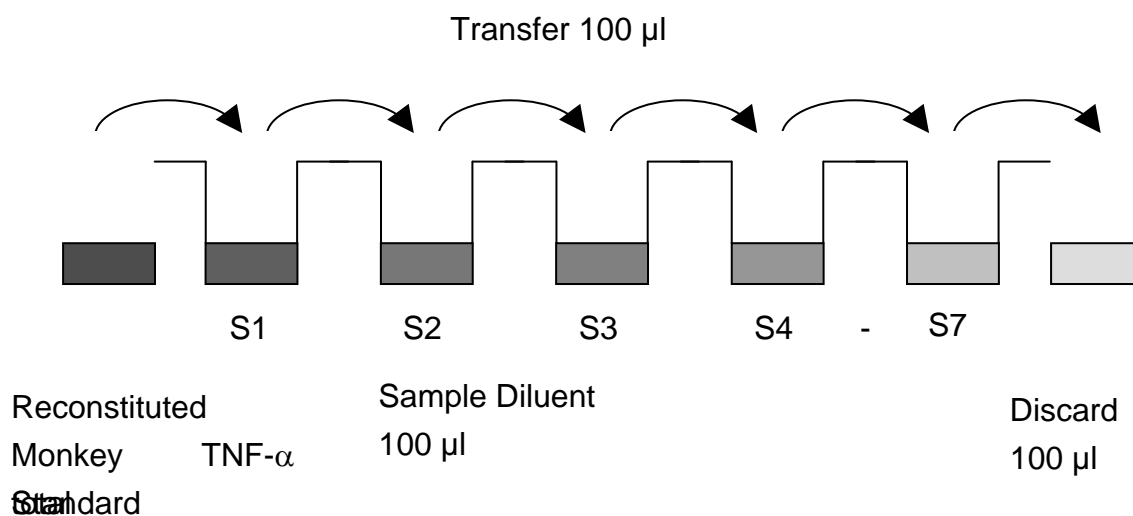 Transfer 100 µl
S1 S2 S3 S4 - S7
Reconstituted
Monkey TNF-α
Standard
Sample Diluent
100 µl
Discard
100 µl